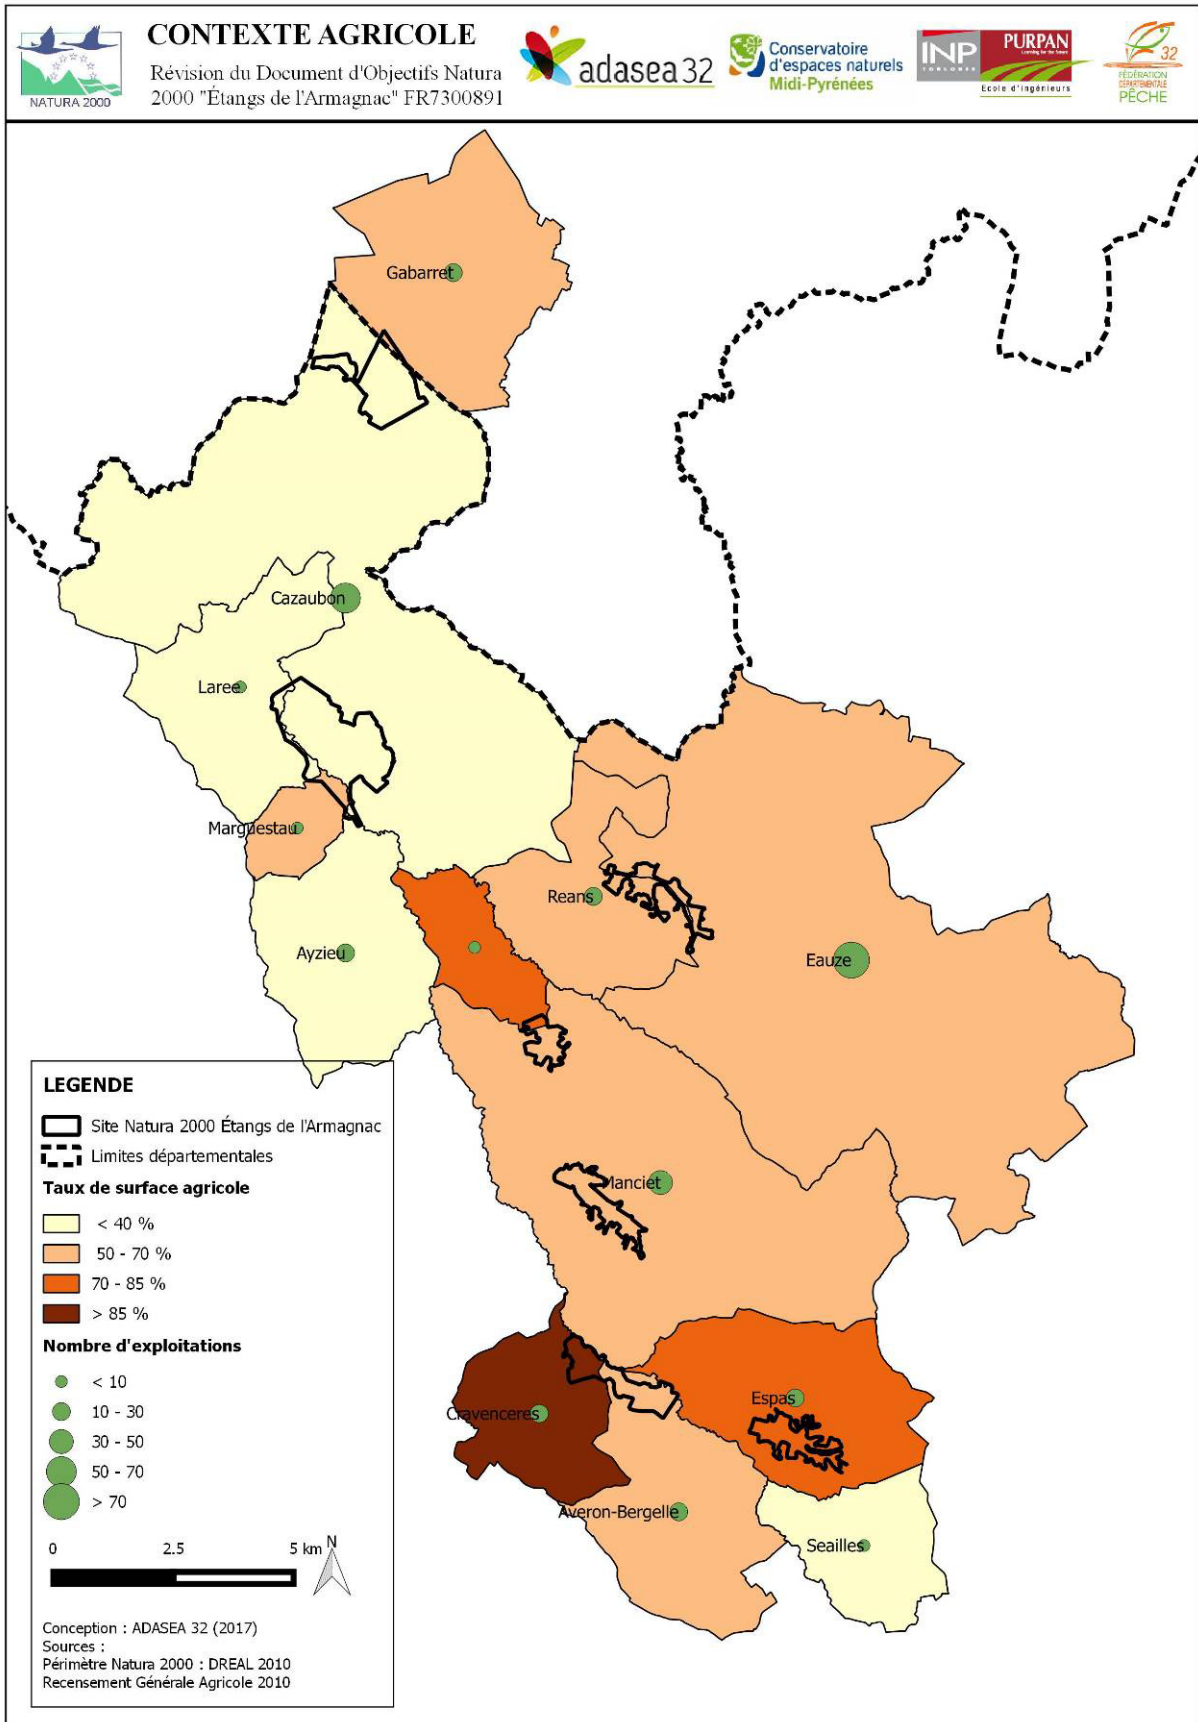 CONTEXTE AGRICOLE
Révision du Document d'Objectifs Natura
2000 "Étangs de l'Armagnac" FR7300891
NATURA 2000
adasea 32
Conservatoire
d'espaces naturels
Midi-Pyrénées
INP
TOULOUSE
PURPAN
Ecole d'ingénieurs
32
FÉDÉRATION
DÉPARTEMENTALE
PÊCHE
Gabarret
Cazaubon
Laree
Marguestau
Reans
Ayzieu
Eauze
Manciet
Espas
Cravenceres
Averon-Bergelle
Seailles
LEGENDE
Site Natura 2000 Étangs de l'Armagnac
Limites départementales
Taux de surface agricole
< 40 %
50 - 70 %
70 - 85 %
> 85 %
Nombre d'exploitations
< 10
10 - 30
30 - 50
50 - 70
> 70
0 2.5 5 km N
Conception : ADASEA 32 (2017)
Sources :
Périmètre Natura 2000 : DREAL 2010
Recensement Générale Agricole 2010